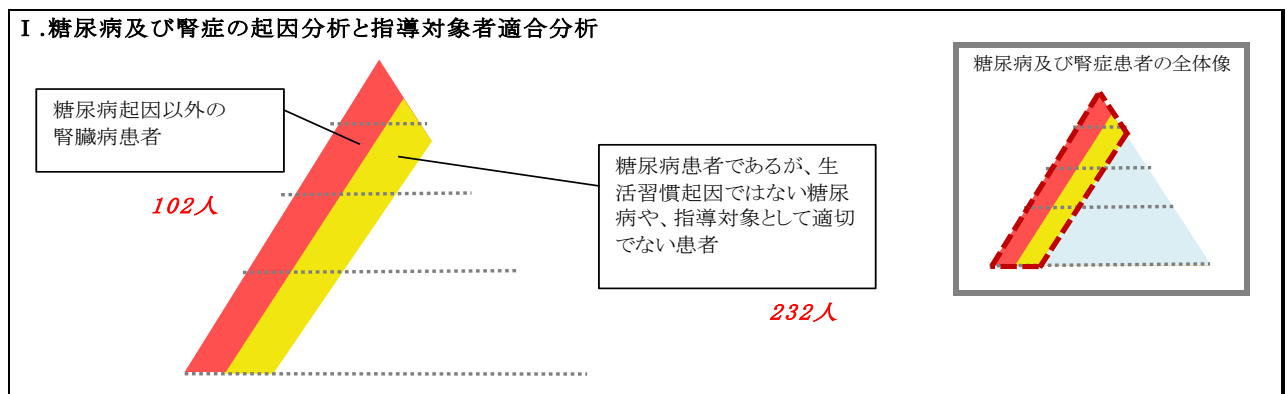 Ⅰ.糖尿病及び腎症の起因分析と指導対象者適合分析
糖尿病起因以外の
腎臓病患者
102人
糖尿病患者であるが、生
活習慣起因ではない糖尿
病や、指導対象として適切
でない患者
232人
糖尿病及び腎症患者の全体像